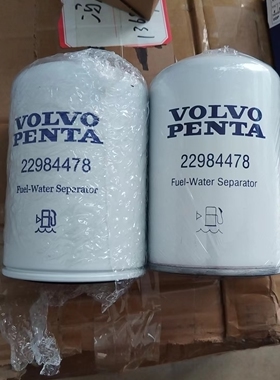 VOLVO
PENTA
22984478
Fuel-Water Separator
VOLVO
PENTA
22984478
Fuel-Water Separator